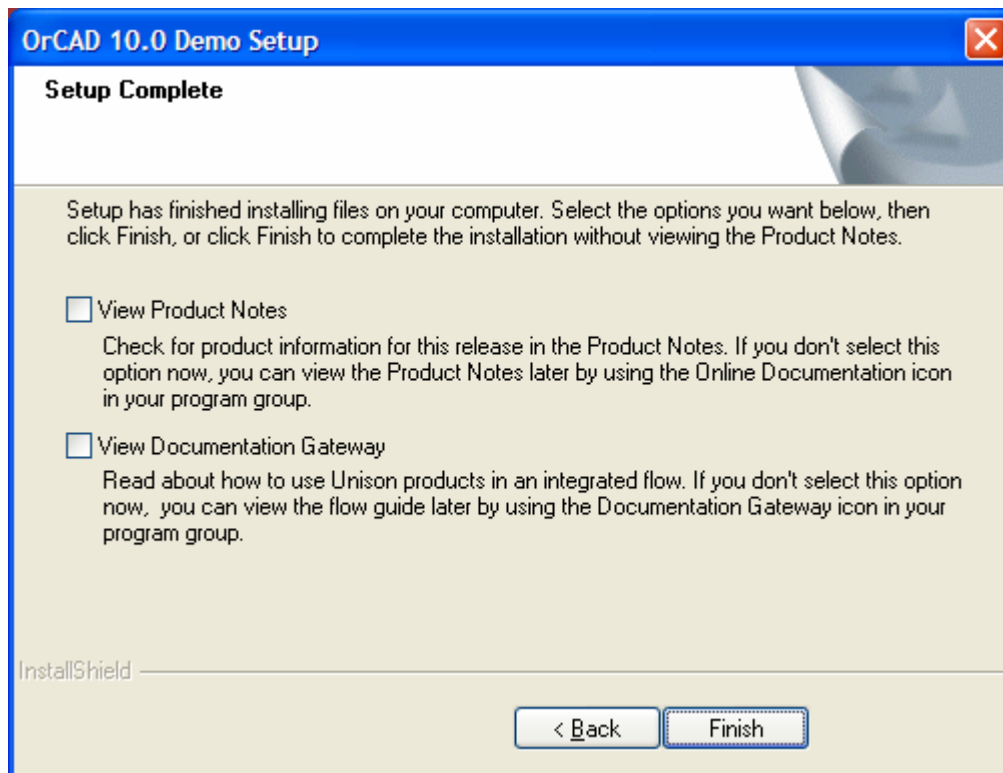 OrCAD 10.0 Demo Setup
Setup Complete
Setup has finished installing files on your computer. Select the options you want below, then
click Finish, or click Finish to complete the installation without viewing the Product Notes.
View Product Notes
Check for product information for this release in the Product Notes. If you don't select this
option now, you can view the Product Notes later by using the Online Documentation icon
in your program group.
View Documentation Gateway
Read about how to use Unison products in an integrated flow. If you don't select this option
now,  you can view the flow guide later by using the Documentation Gateway icon in your
program group.
InstallShield
< Back
Finish